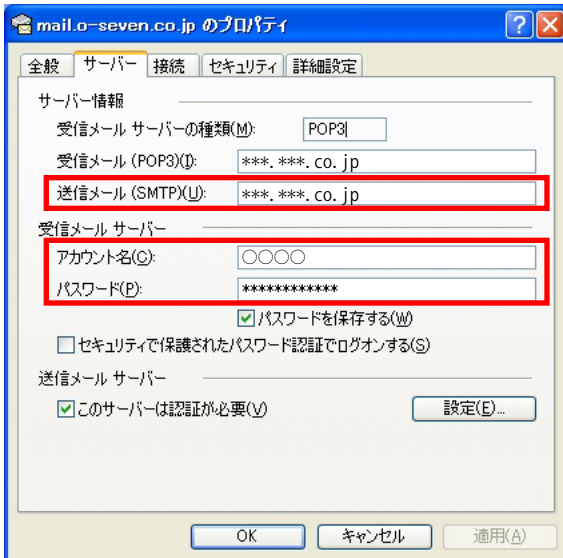 mail.o-seven.co.jp のプロパティ
全般 サーバー 接続 セキュリティ 詳細設定
サーバー情報
受信メール サーバーの種類(M): POP3
受信メール (POP3)(I): ***.***.co.jp
送信メール (SMTP)(U): ***.***.co.jp
受信メール サーバー
アカウント名(C): ○○○○
パスワード(P): ************
パスワードを保存する(W)
セキュリティで保護されたパスワード認証でログオンする(S)
送信メール サーバー
このサーバーは認証が必要(V) 設定(E)...
OK キャンセル 適用(A)